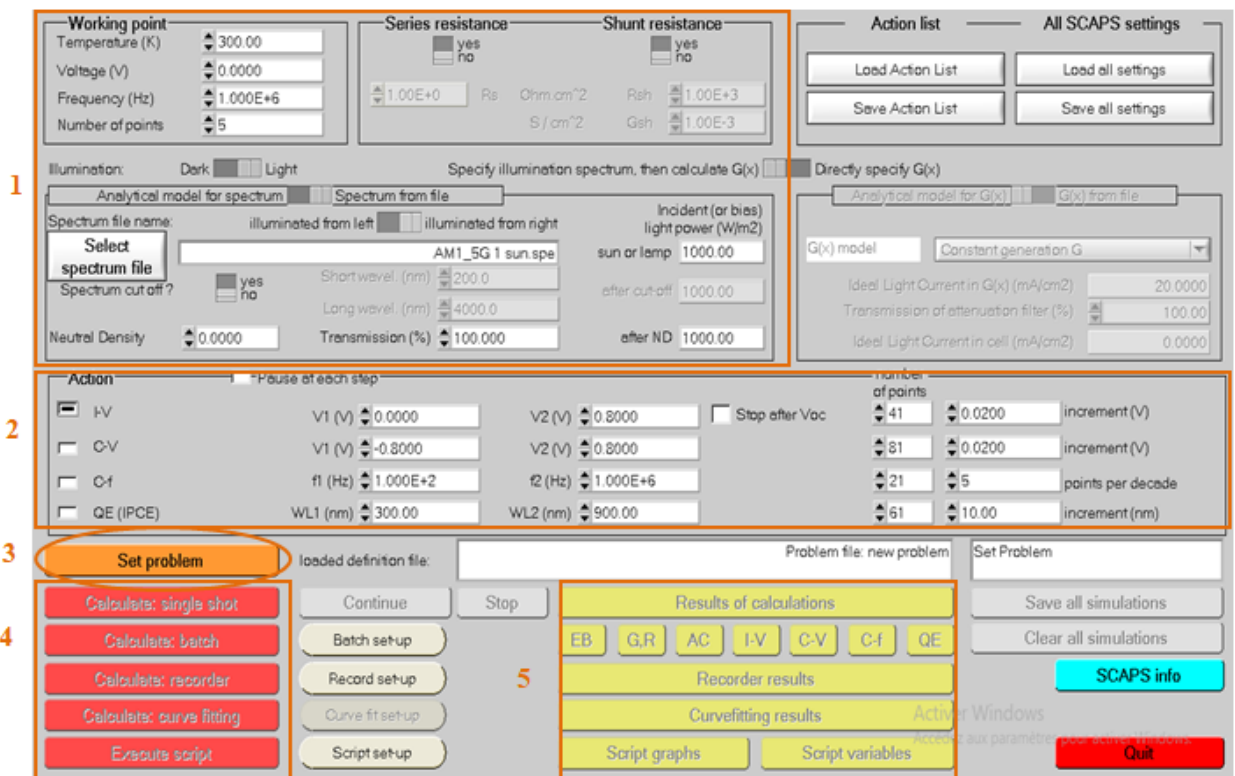 Working point
Series resistance
Shunt resistance
Action list
All SCAPS settings
Temperature (K) 300.00
yes
no
yes
no
Voltage (V) 0.0000
Load Action List
Load all settings
Frequency (Hz) 1.000E+6
1.00E+0 Rs Ohm.cm^2 Rsh 1.00E+3
Save Action List
Save all settings
Number of points 5
S / cm^2 Gsh 1.00E-3
Illumination: Dark Light
Specify illumination spectrum, then calculate G(x)
Directly specify G(x)
1
Analytical model for spectrum
Spectrum from file
Analytical model for G(x)
G(x) from file
Spectrum file name:
illuminated from left
illuminated from right
Incident (or bias)
light power (W/m2)
Select
spectrum file
AM1_5G 1 sun.spe
sun or lamp 1000.00
G(x) model
Constant generation G
Spectrum cut off ?
yes
no
Short wavel. (nm) 200.0
after cut-off 1000.00
Ideal Light Current in G(x) (mA/cm2) 20.0000
Long wavel. (nm) 4000.0
Transmission of attenuation filter (%) 100.00
Neutral Density 0.0000
Transmission (%) 100.000
after ND 1000.00
Ideal Light Current in cell (mA/cm2) 0.0000
2
Action
Pause at each step
number
of points
I-V V1 (V) 0.0000 V2 (V) 0.8000 Stop after Voc 41 0.0200 increment (V)
C-V V1 (V) -0.8000 V2 (V) 0.8000 81 0.0200 increment (V)
C-f f1 (Hz) 1.000E+2 f2 (Hz) 1.000E+6 21 5 points per decade
QE (IPCE) WL1 (nm) 300.00 WL2 (nm) 900.00 61 10.00 increment (nm)
3
Set problem
loaded definition file:
Problem file: new problem
Set Problem
4
Calculate: single shot
Continue
Stop
Results of calculations
Save all simulations
Calculate: batch
Batch set-up
EB G,R AC I-V C-V C-f QE
Clear all simulations
Calculate: recorder
Record set-up
5
Recorder results
SCAPS info
Calculate: curve fitting
Curve fit set-up
Curvefitting results
Activer Windows
Accédez aux paramètres pour activer Windows.
Execute script
Script set-up
Script graphs
Script variables
Quit